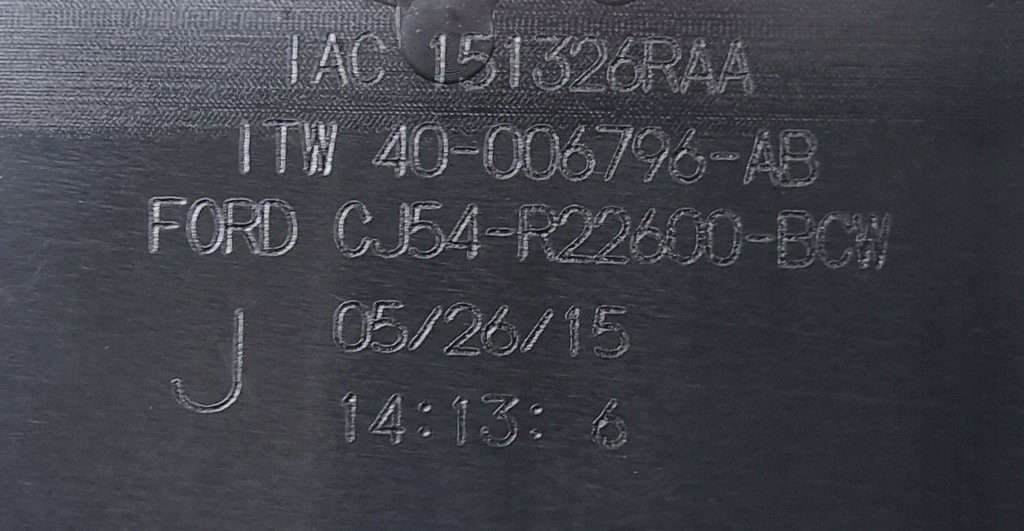 IAC 151326RAA
ITW 40-006796-AB
FORD CJ54-R22600-BCW
J
05/26/15
14:13: 6